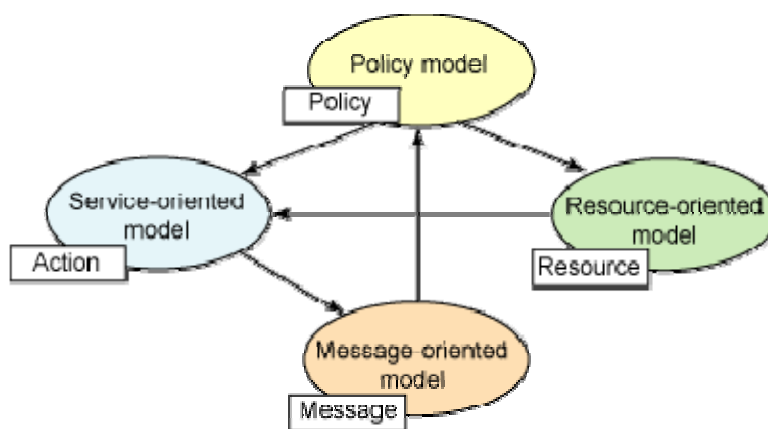 Policy model
Policy
Service-oriented
model
Action
Resource-oriented
model
Resource
Message-oriented
model
Message